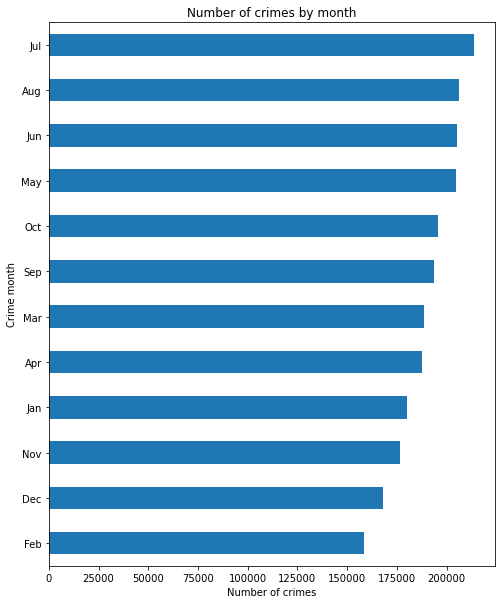 Number of crimes by month
Jul
Aug
Jun
May
Oct
Sep
Mar
Apr
Jan
Nov
Dec
Feb
Crime month
0 25000 50000 75000 100000 125000 150000 175000 200000
Number of crimes